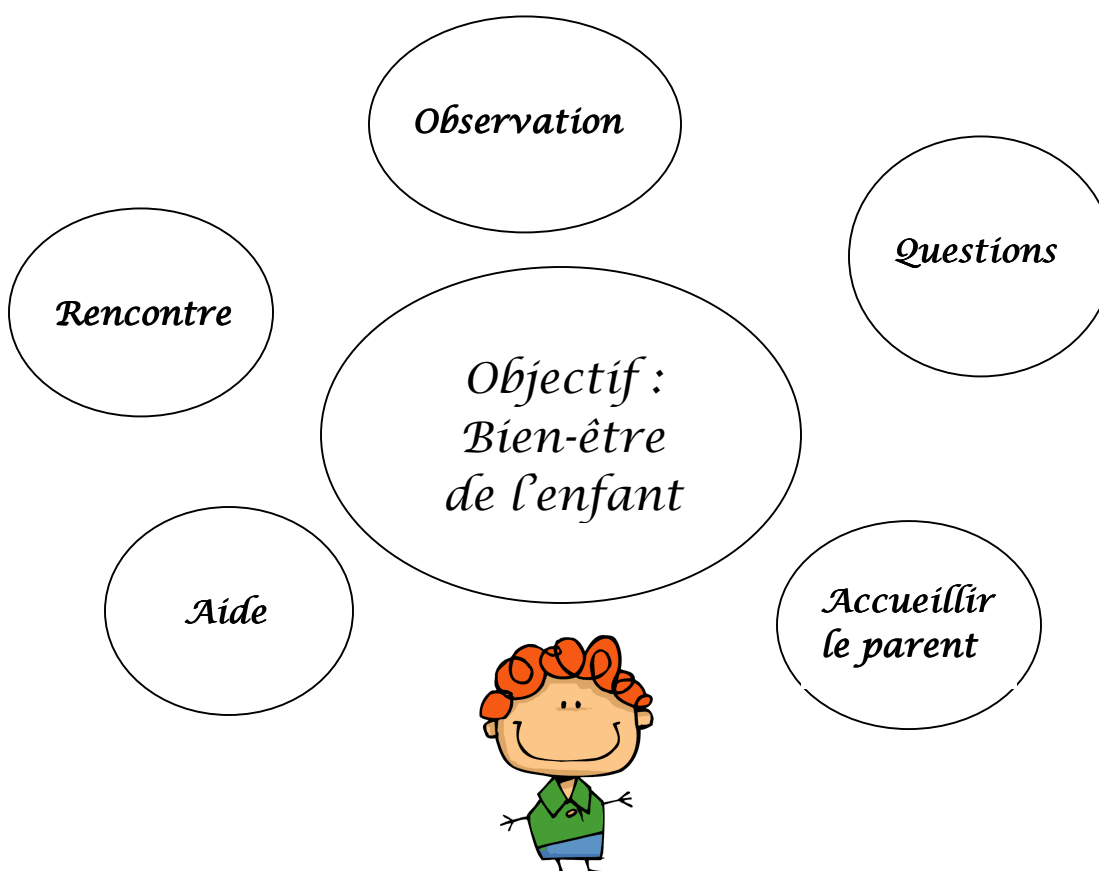 Observation
Questions
Rencontre
Objectif :
Bien-être
de l'enfant
Aide
Accueillir
le parent